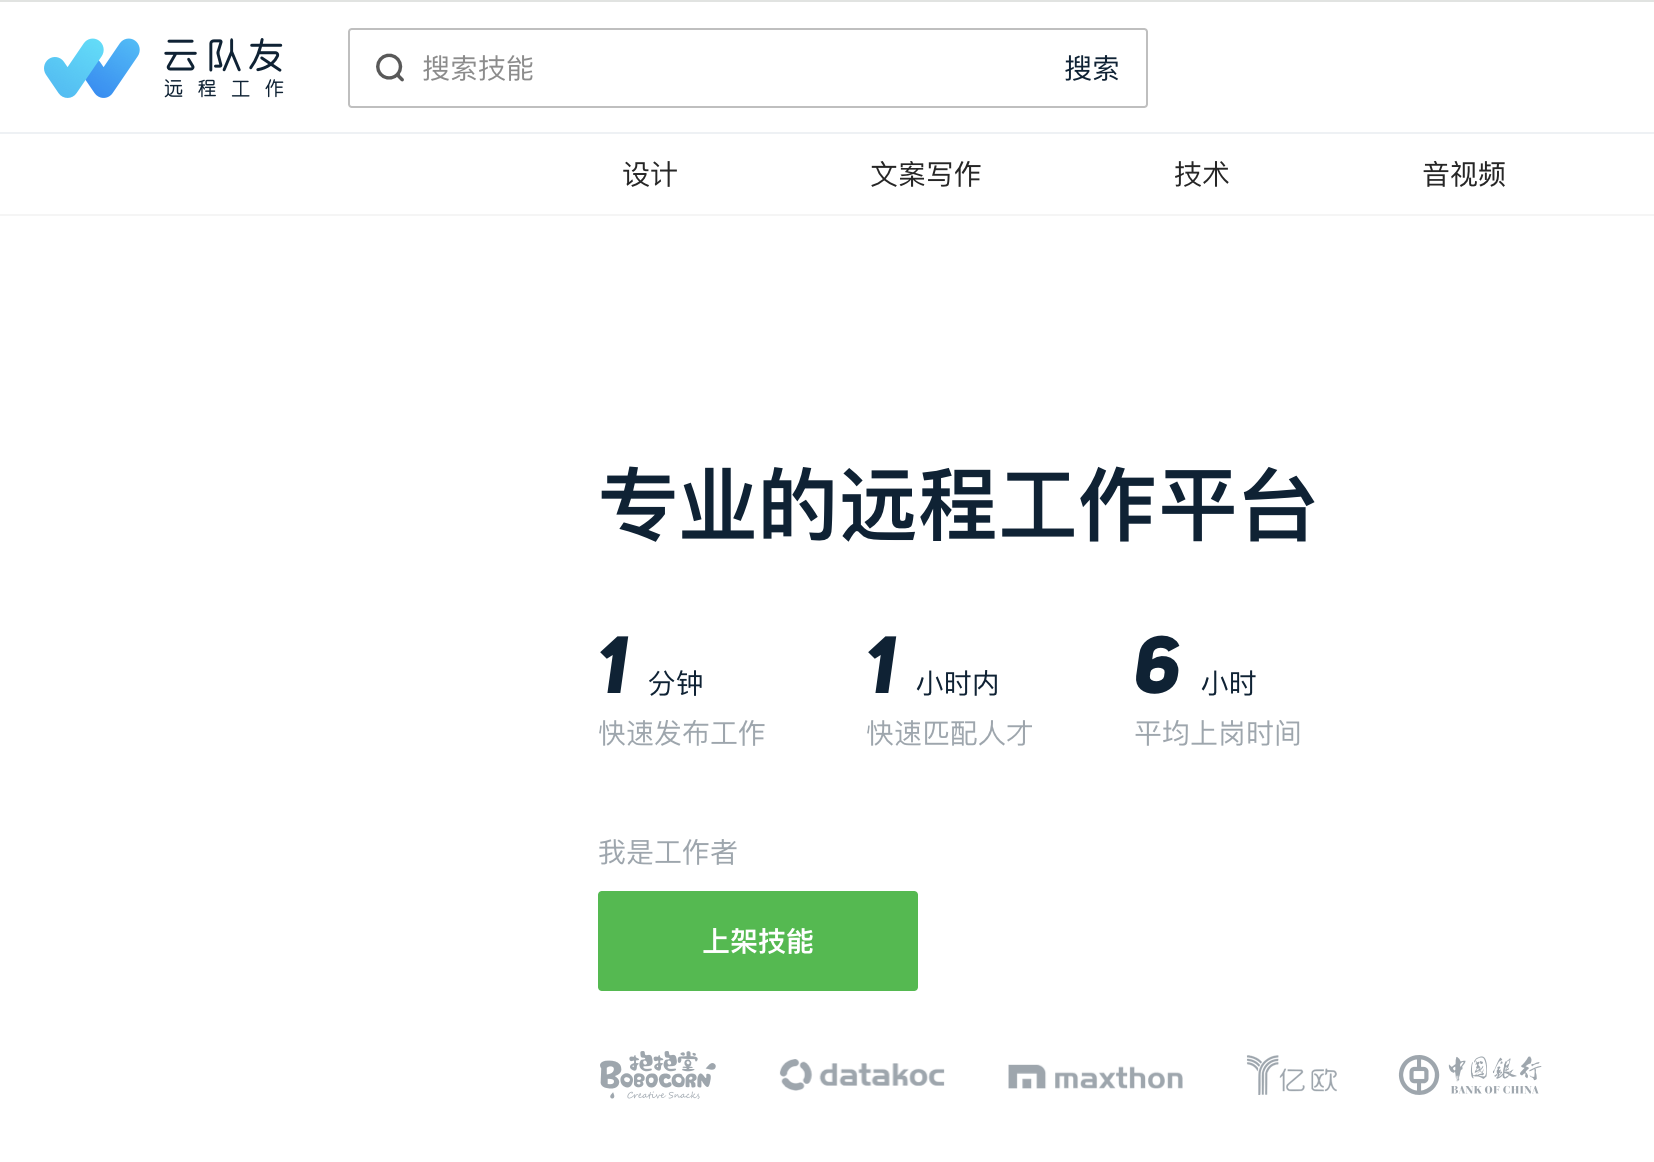 云队友
远程工作
搜索技能
搜索
设计
文案写作
技术
音视频
专业的远程工作平台
1 分钟
快速发布工作
1 小时内
快速匹配人才
6 小时
平均上岗时间
我是工作者
上架技能
抱抱堂
BOBOCORN
Creative Snacks
datakoc
maxthon
亿欧
中國銀行
BANK OF CHINA